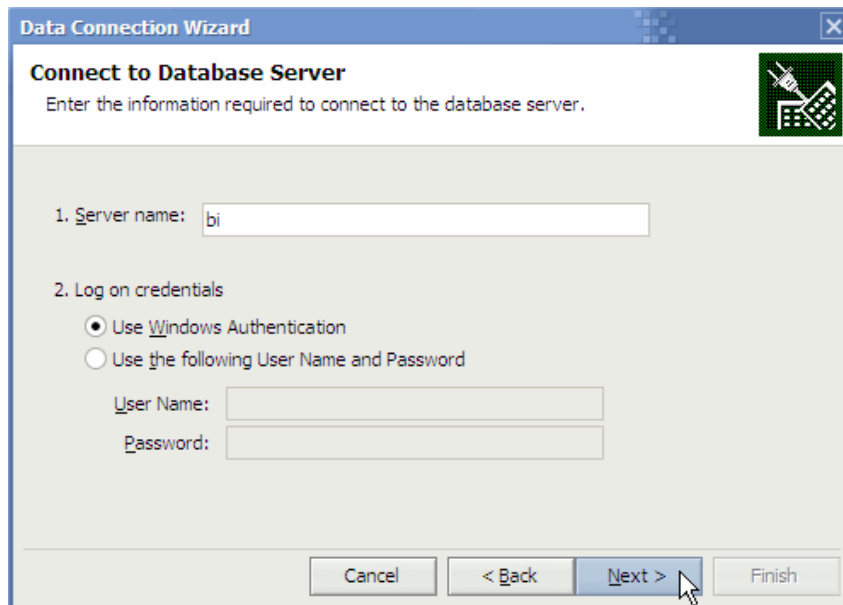 Data Connection Wizard
Connect to Database Server
Enter the information required to connect to the database server.
1. Server name: bi
2. Log on credentials
Use Windows Authentication
Use the following User Name and Password
User Name:
Password:
Cancel < Back Next > Finish